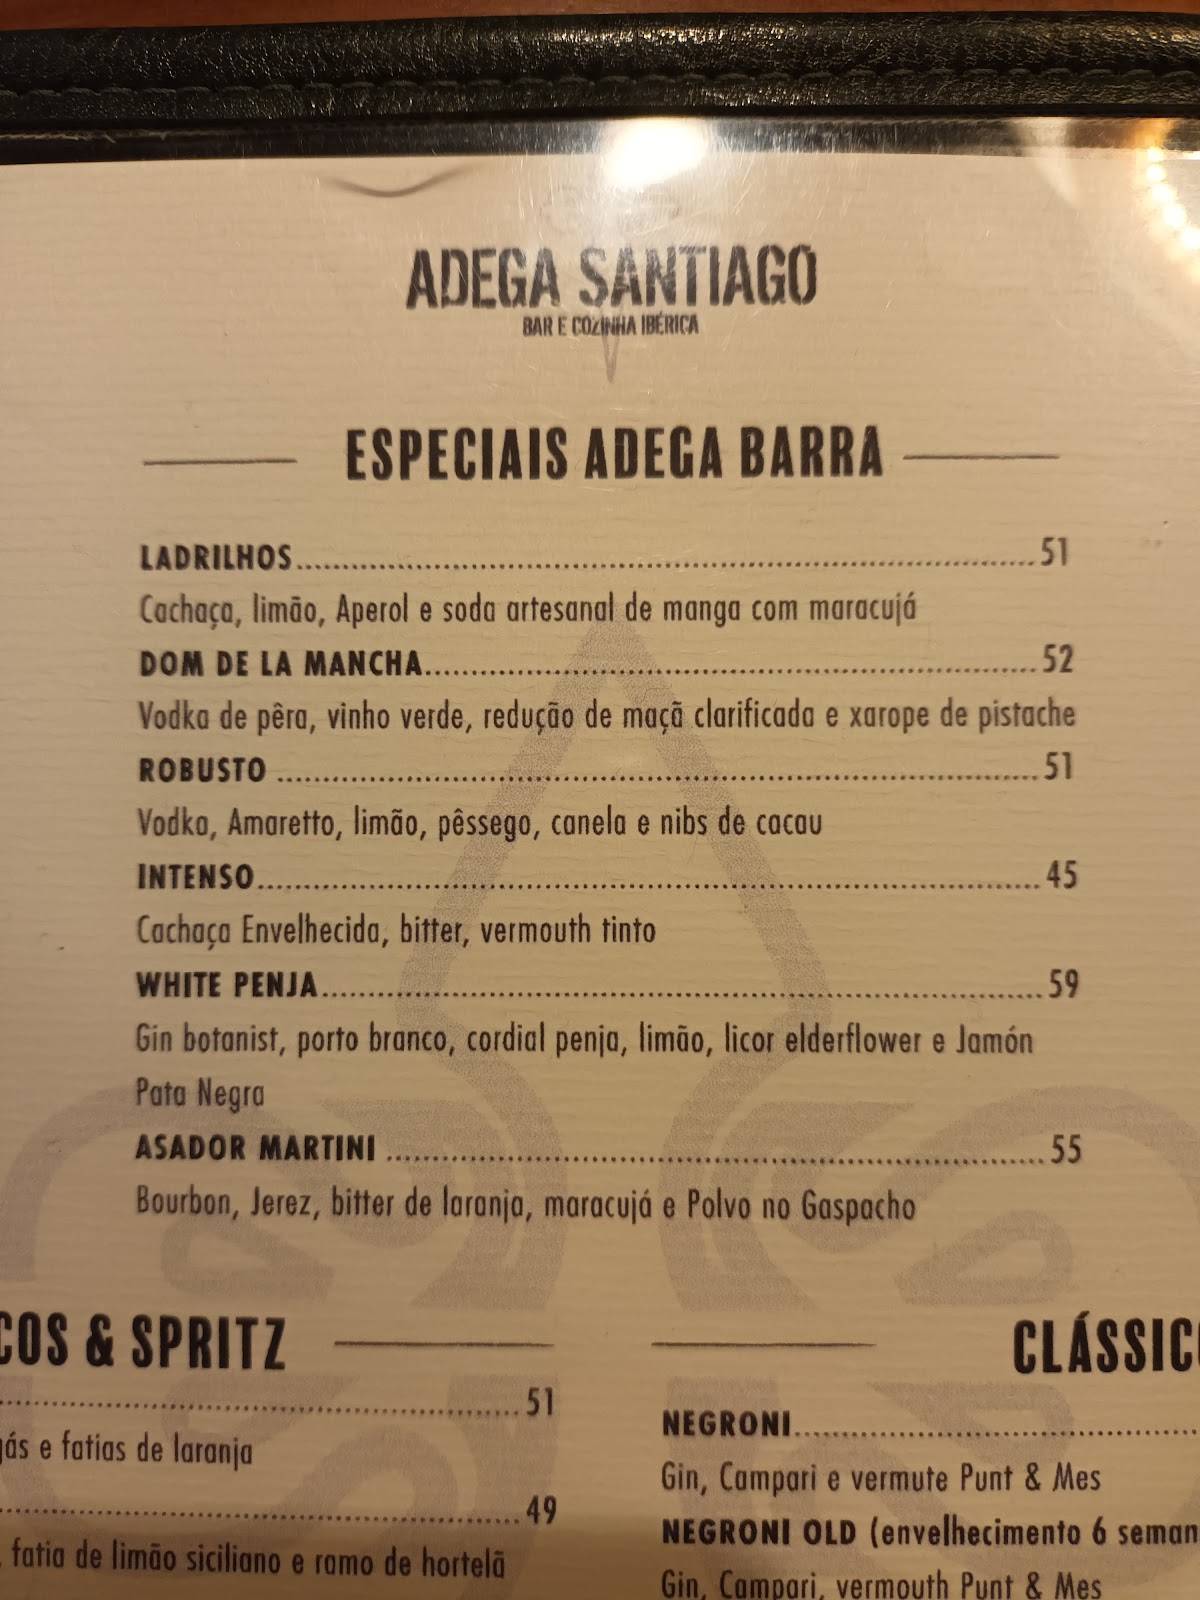 ADEGA SANTIAGO
BAR E COZINHA IBÉRICA
ESPECIAIS ADEGA BARRA
LADRILHOS 51
Cachaça, limão, Aperol e soda artesanal de manga com maracujá
DOM DE LA MANCHA 52
Vodka de pêra, vinho verde, redução de maçã clarificada e xarope de pistache
ROBUSTO 51
Vodka, Amaretto, limão, pêssego, canela e nibs de cacau
INTENSO 45
Cachaça Envelhecida, bitter, vermouth tinto
WHITE PENJA 59
Gin botanist, porto branco, cordial penja, limão, licor elderflower e Jamón
Pata Negra
ASADOR MARTINI 55
Bourbon, Jerez, bitter de laranja, maracujá e Polvo no Gaspacho
& SPRITZ
51
e fatias de laranja
49
fatia de limão siciliano e ramo de hortelã
NEGRONI
Gin, Campari e vermute Punt & Mes
NEGRONI OLD (envelhecimento 6
Gin, Campari, vermouth Punt & Mes